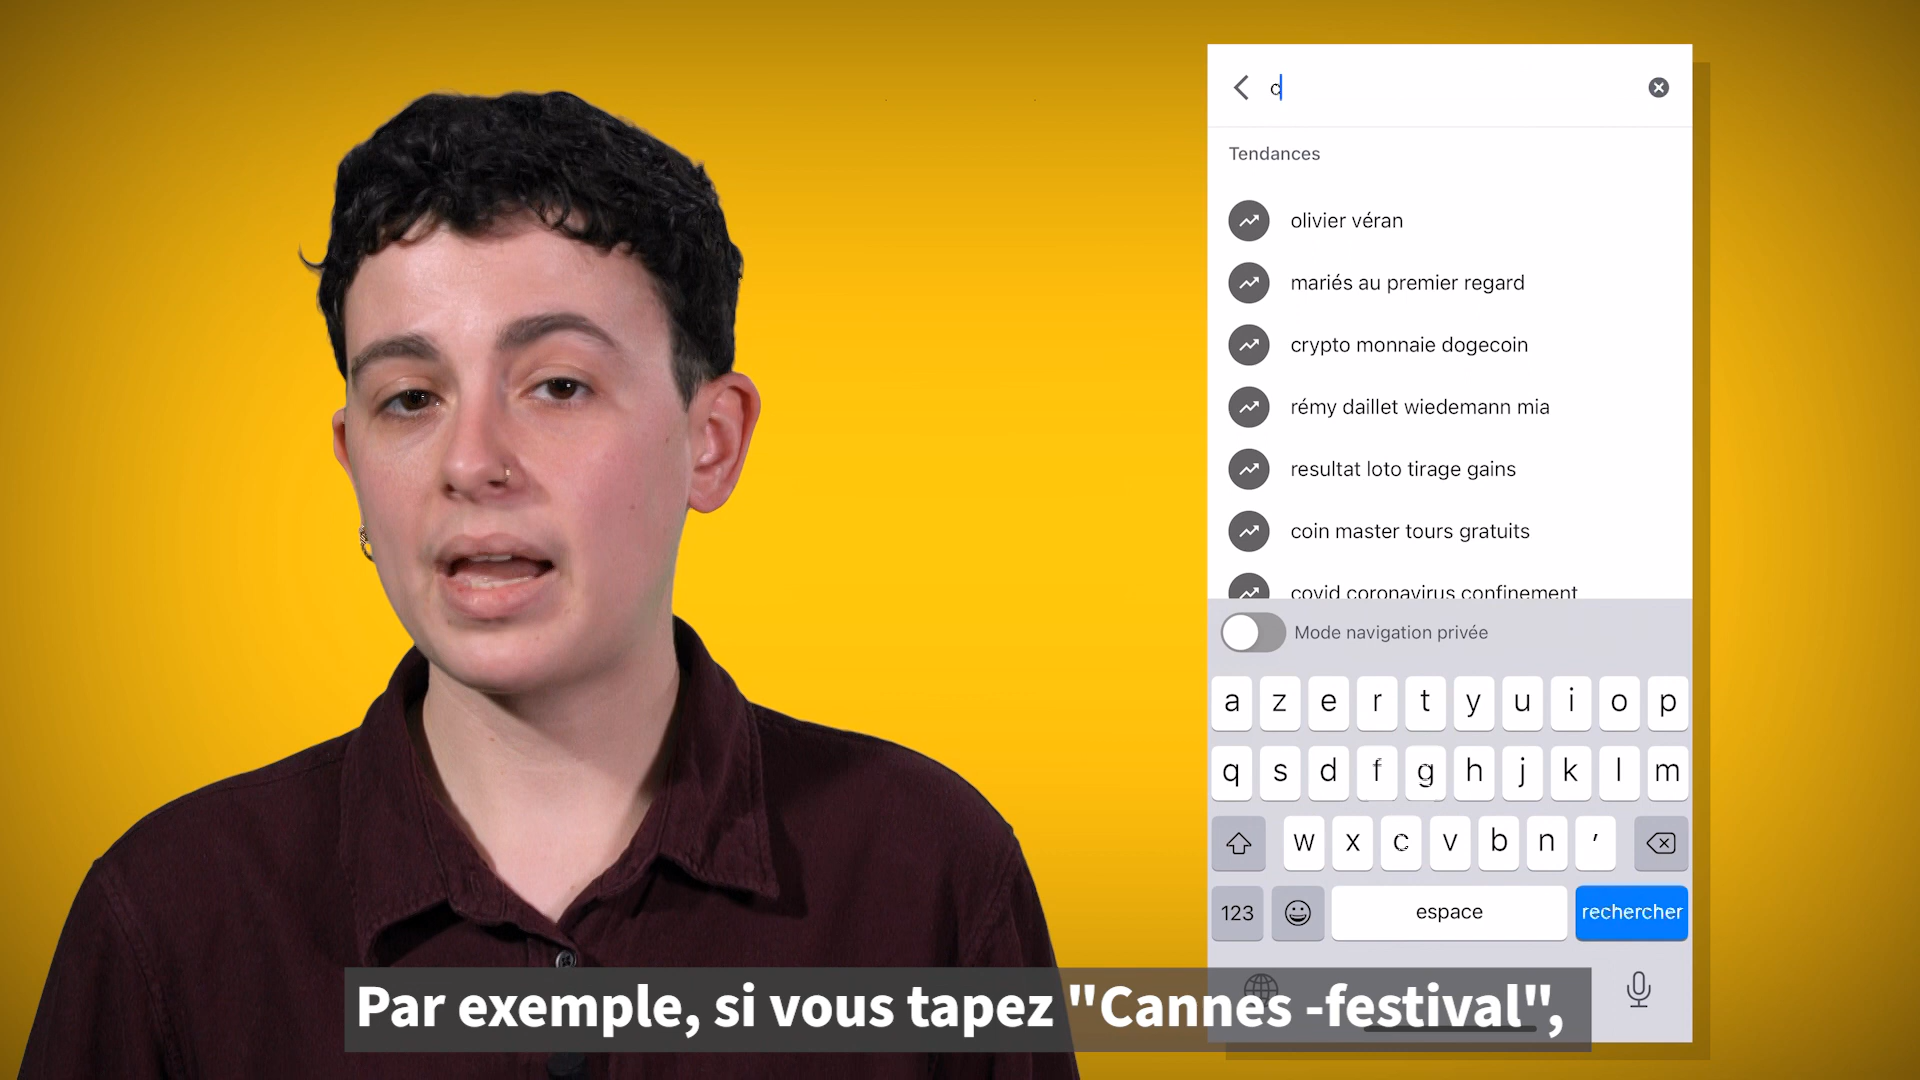 c
Tendances
olivier véran
mariés au premier regard
crypto monnaie dogecoin
rémy daillet wiedemann mia
resultat loto tirage gains
coin master tours gratuits
covid coronavirus confinement
Mode navigation privée
a z e r t y u i o p
q s d f g h j k l m
w x c v b n ′
123 espace rechercher
Par exemple, si vous tapez "Cannes -festival",